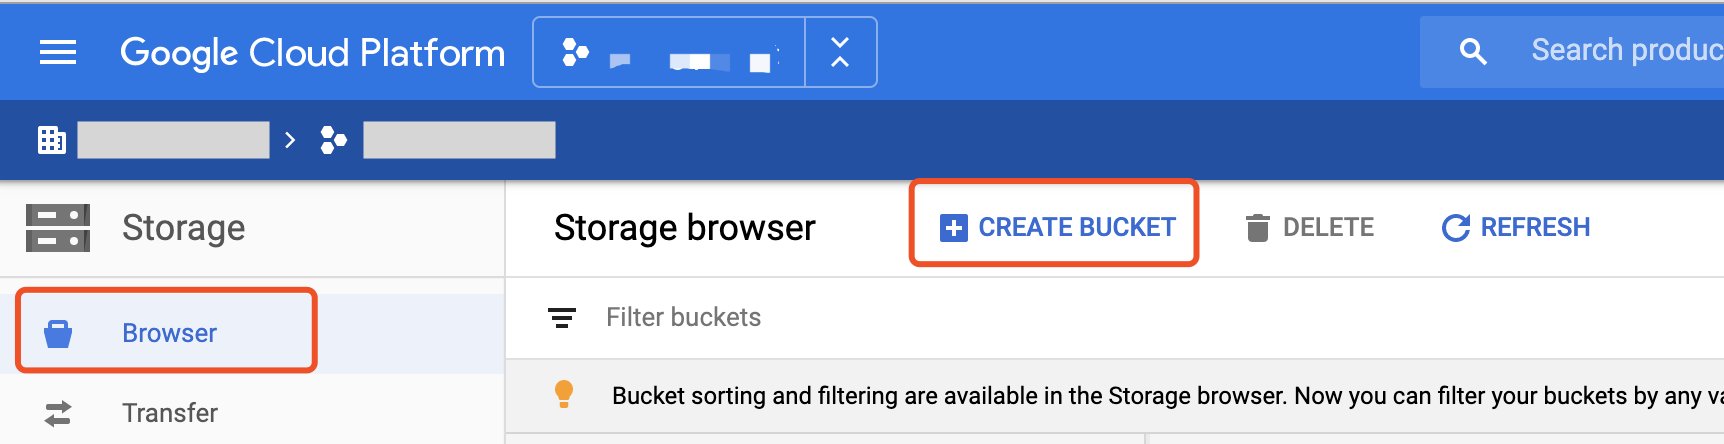 Google Cloud Platform
Search produc
Storage
Storage browser
CREATE BUCKET
DELETE
REFRESH
Browser
Filter buckets
Transfer
Bucket sorting and filtering are available in the Storage browser. Now you can filter your buckets by any va